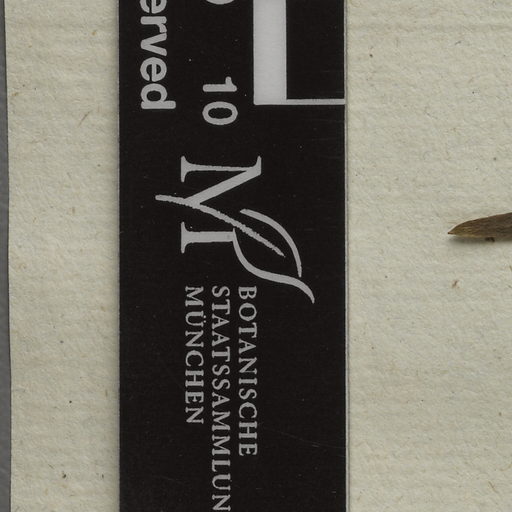 erved
10
M
BOTANISCHE
STAATSSAMMLUN
MÜNCHEN